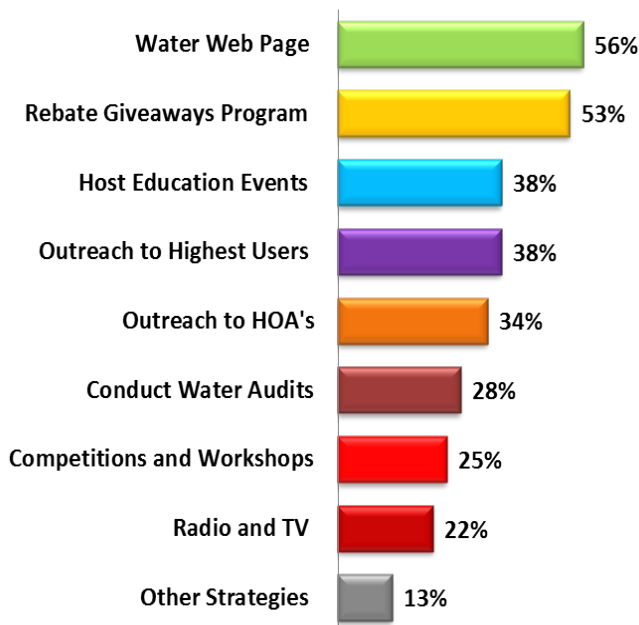 Water Web Page 56%
Rebate Giveaways Program 53%
Host Education Events 38%
Outreach to Highest Users 38%
Outreach to HOA's 34%
Conduct Water Audits 28%
Competitions and Workshops 25%
Radio and TV 22%
Other Strategies 13%